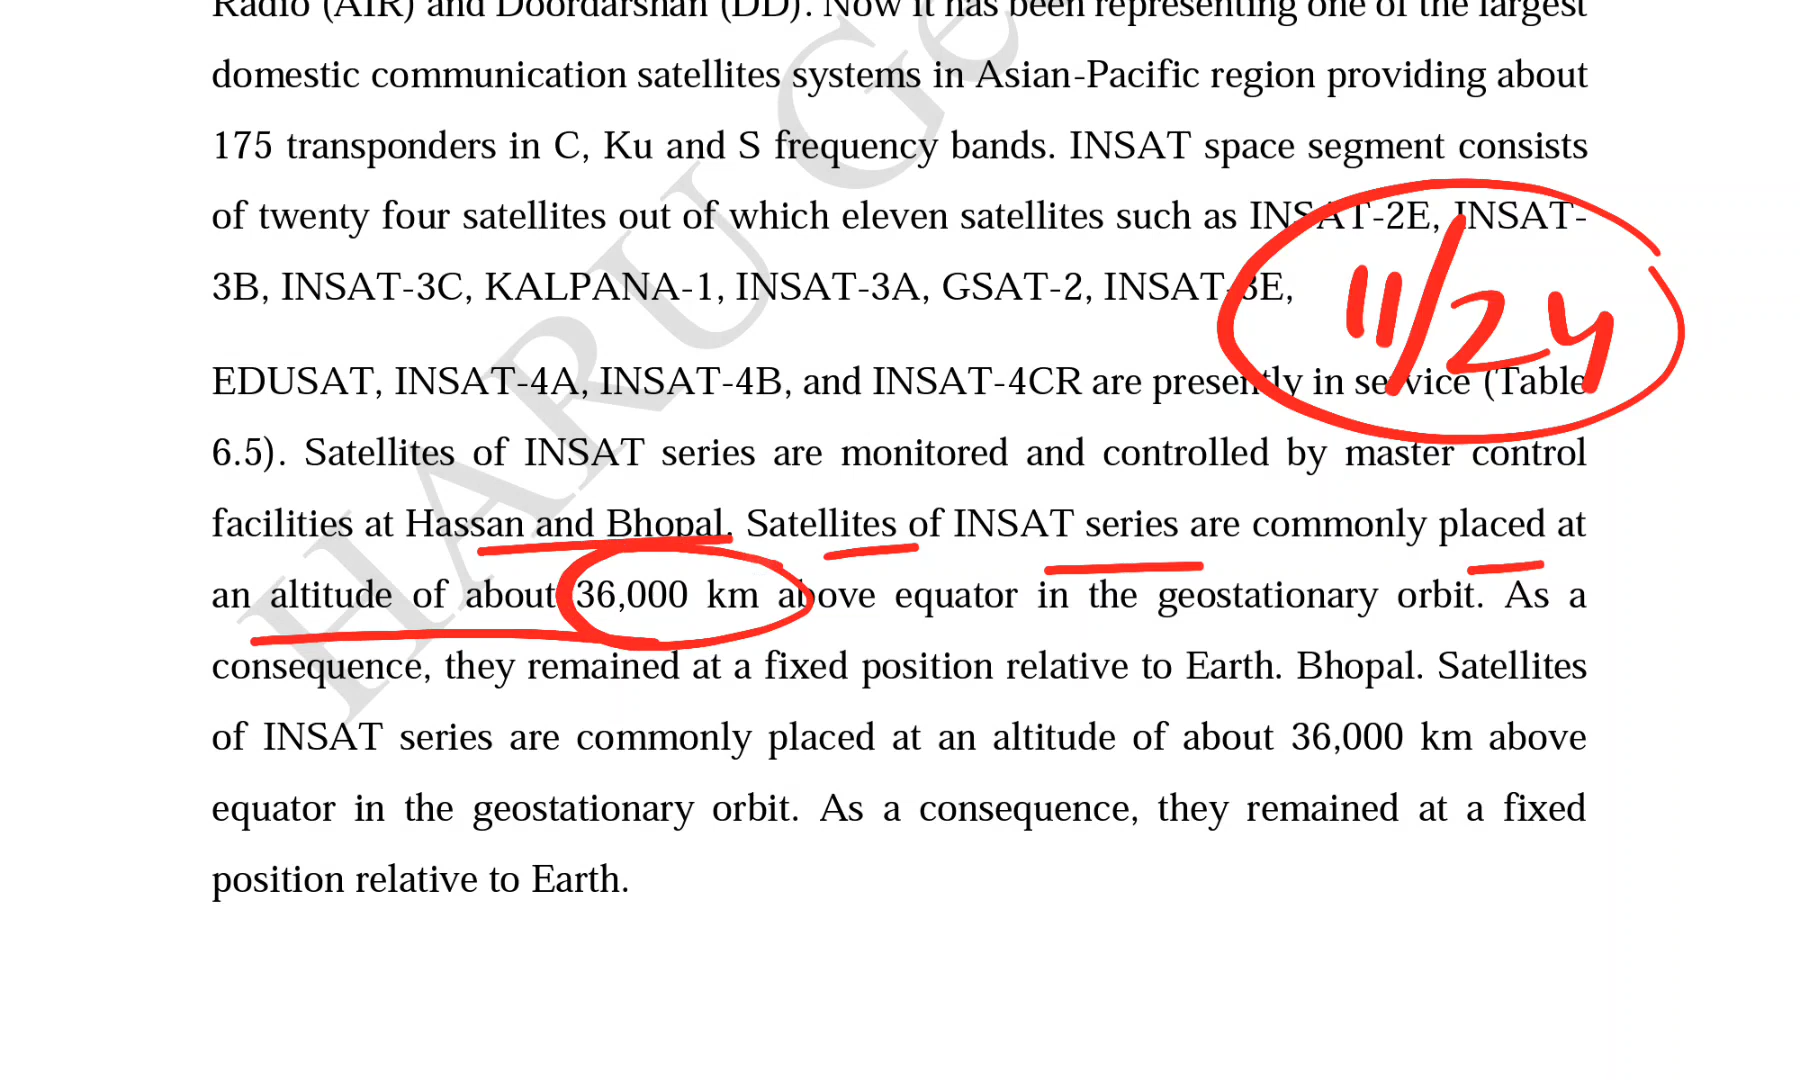 Radio (AIR) and Doordarshan (DD). Now it has been representing one of the largest
domestic communication satellites systems in Asian-Pacific region providing about
175 transponders in C, Ku and S frequency bands. INSAT space segment consists
of twenty four satellites out of which eleven satellites such as INSAT-2E, INSAT-
3B, INSAT-3C, KALPANA-1, INSAT-3A, GSAT-2, INSAT-3E,
11/24
EDUSAT, INSAT-4A, INSAT-4B, and INSAT-4CR are presently in service (Table
6.5). Satellites of INSAT series are monitored and controlled by master control
facilities at Hassan and Bhopal. Satellites of INSAT series are commonly placed at
an altitude of about 36,000 km above equator in the geostationary orbit. As a
consequence, they remained at a fixed position relative to Earth. Bhopal. Satellites
of INSAT series are commonly placed at an altitude of about 36,000 km above
equator in the geostationary orbit. As a consequence, they remained at a fixed
position relative to Earth.
HARU Ge